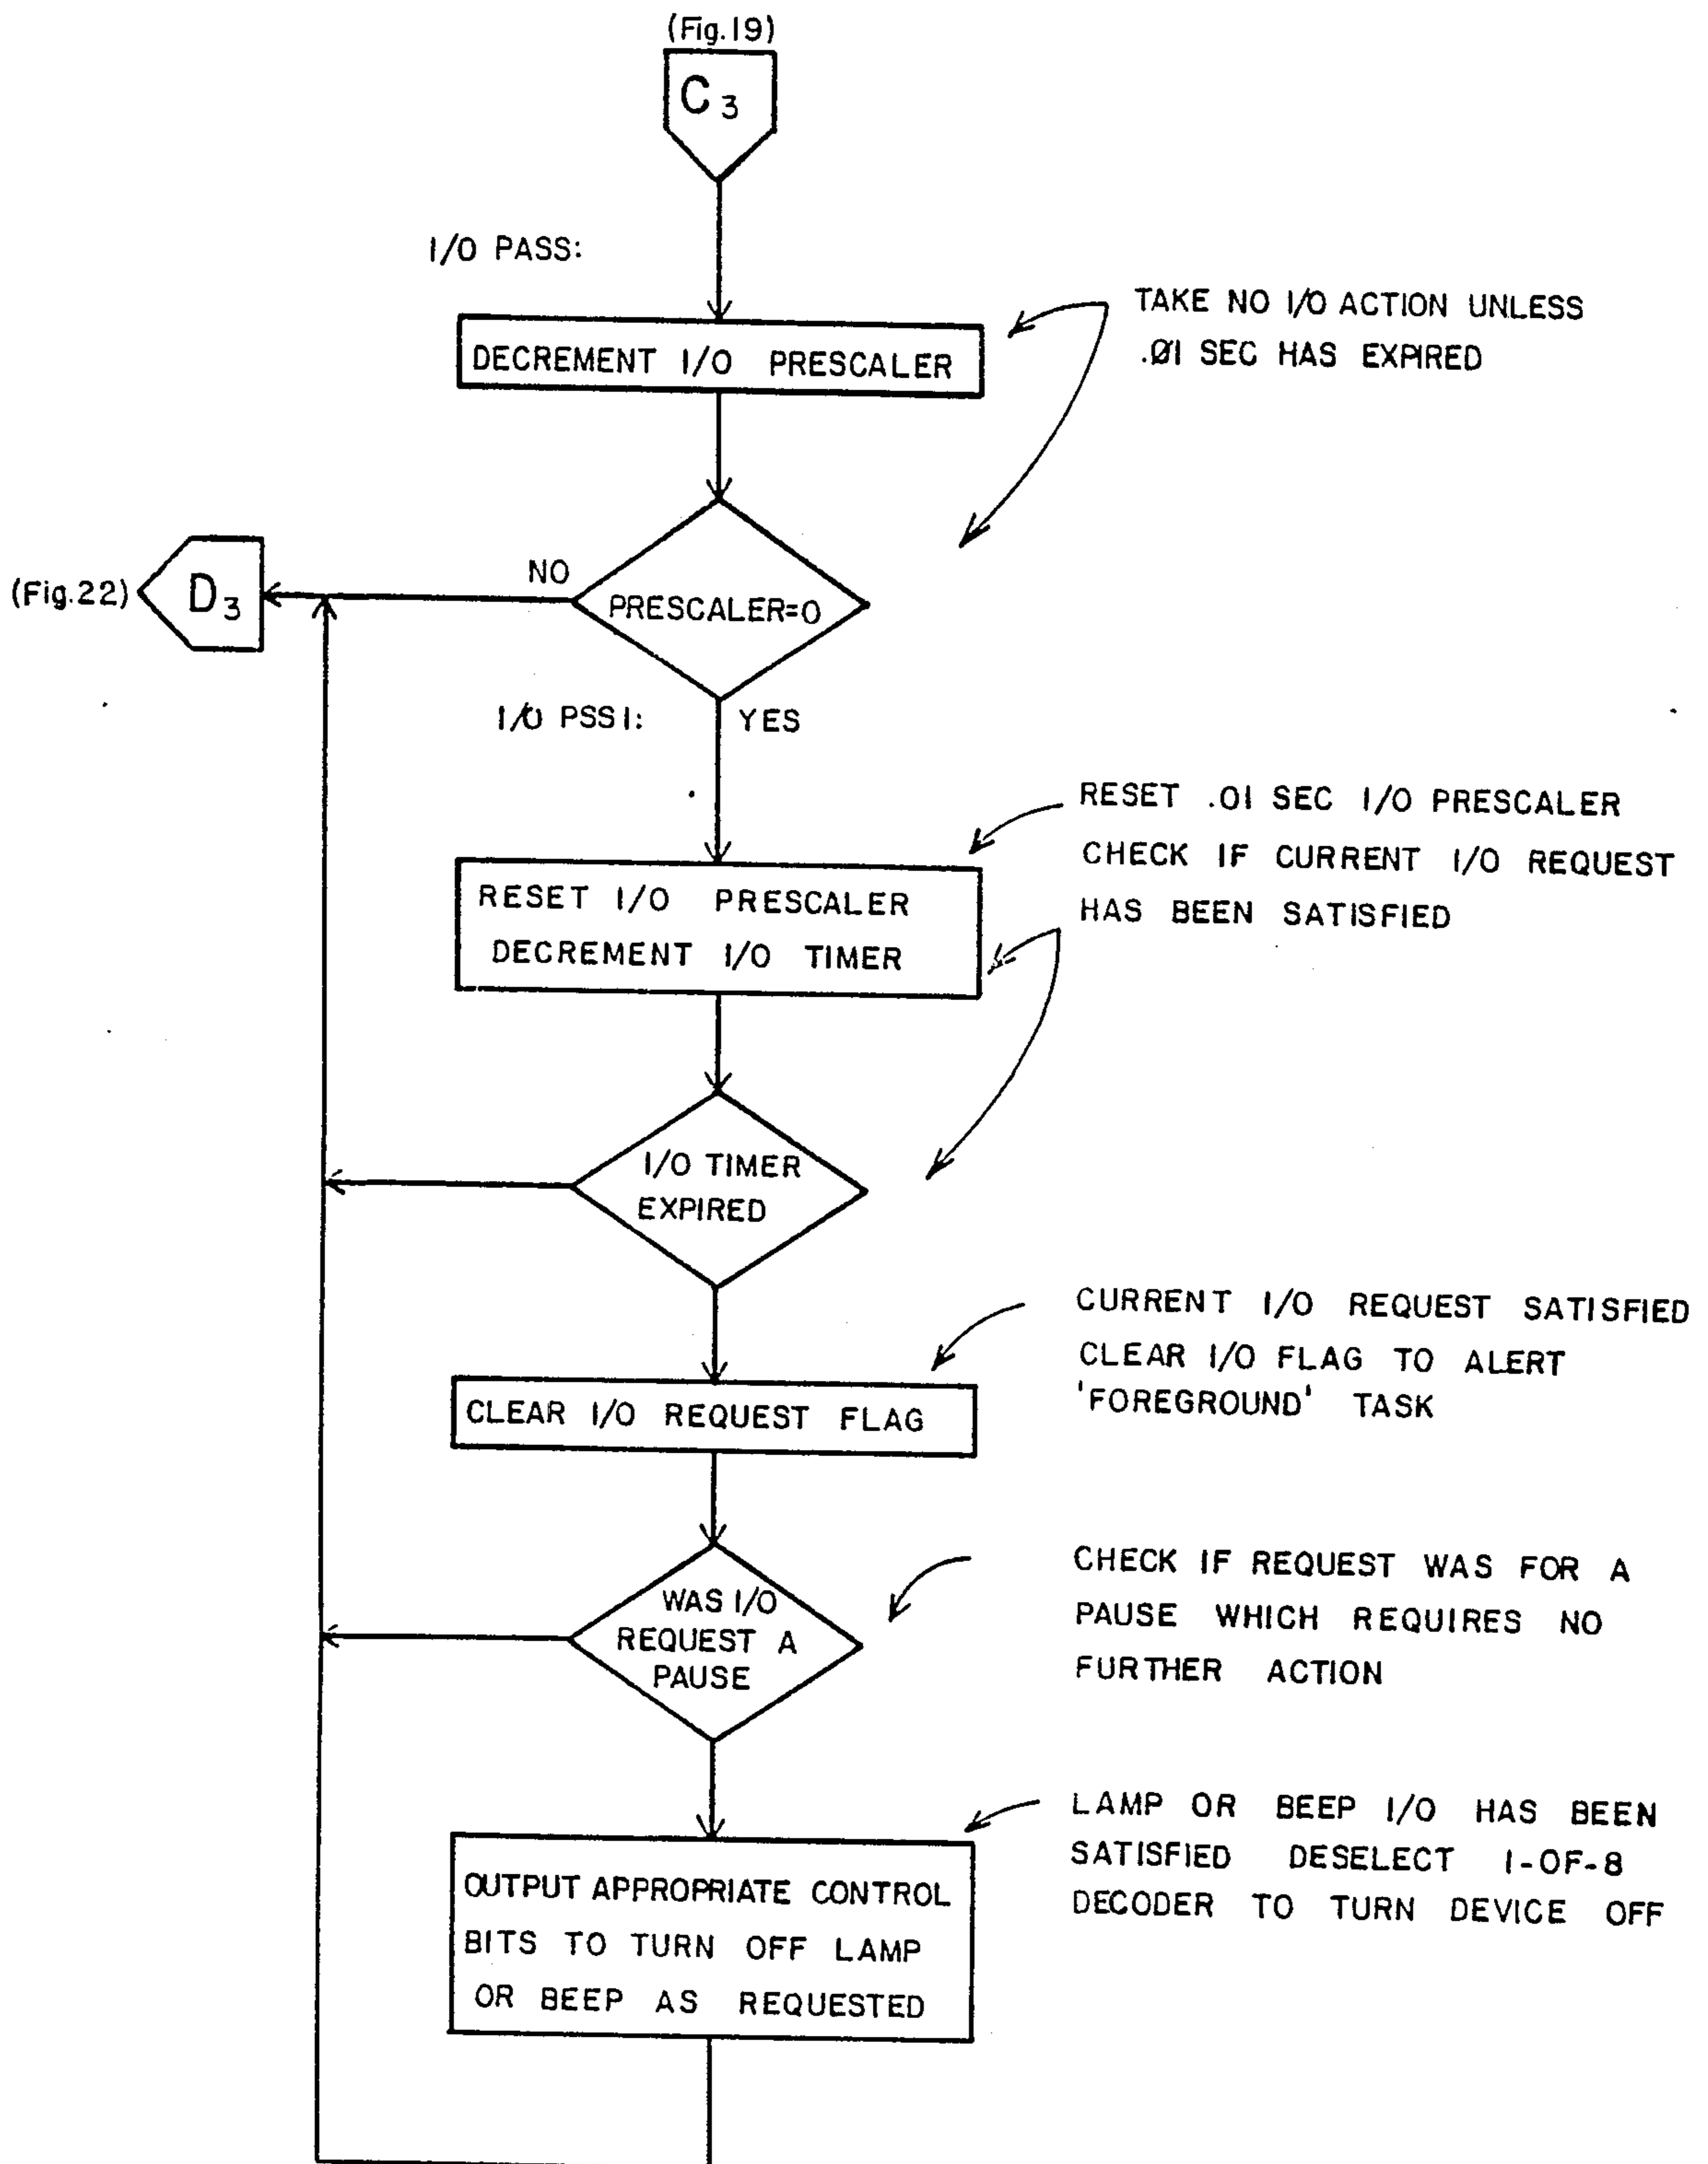 (Fig.19)
C3
I/O PASS:
TAKE NO I/O ACTION UNLESS
.01 SEC HAS EXPIRED
DECREMENT I/O PRESCALER
(Fig.22)
D3
NO
PRESCALER=0
I/O PSS1:
YES
RESET .01 SEC I/O PRESCALER
CHECK IF CURRENT I/O REQUEST
HAS BEEN SATISFIED
RESET I/O PRESCALER
DECREMENT I/O TIMER
I/O TIMER
EXPIRED
CURRENT I/O REQUEST SATISFIED
CLEAR I/O FLAG TO ALERT
'FOREGROUND' TASK
CLEAR I/O REQUEST FLAG
WAS I/O
REQUEST A
PAUSE
CHECK IF REQUEST WAS FOR A
PAUSE WHICH REQUIRES NO
FURTHER ACTION
LAMP OR BEEP I/O HAS BEEN
SATISFIED DESELECT 1-OF-8
DECODER TO TURN DEVICE OFF
OUTPUT APPROPRIATE CONTROL
BITS TO TURN OFF LAMP
OR BEEP AS REQUESTED